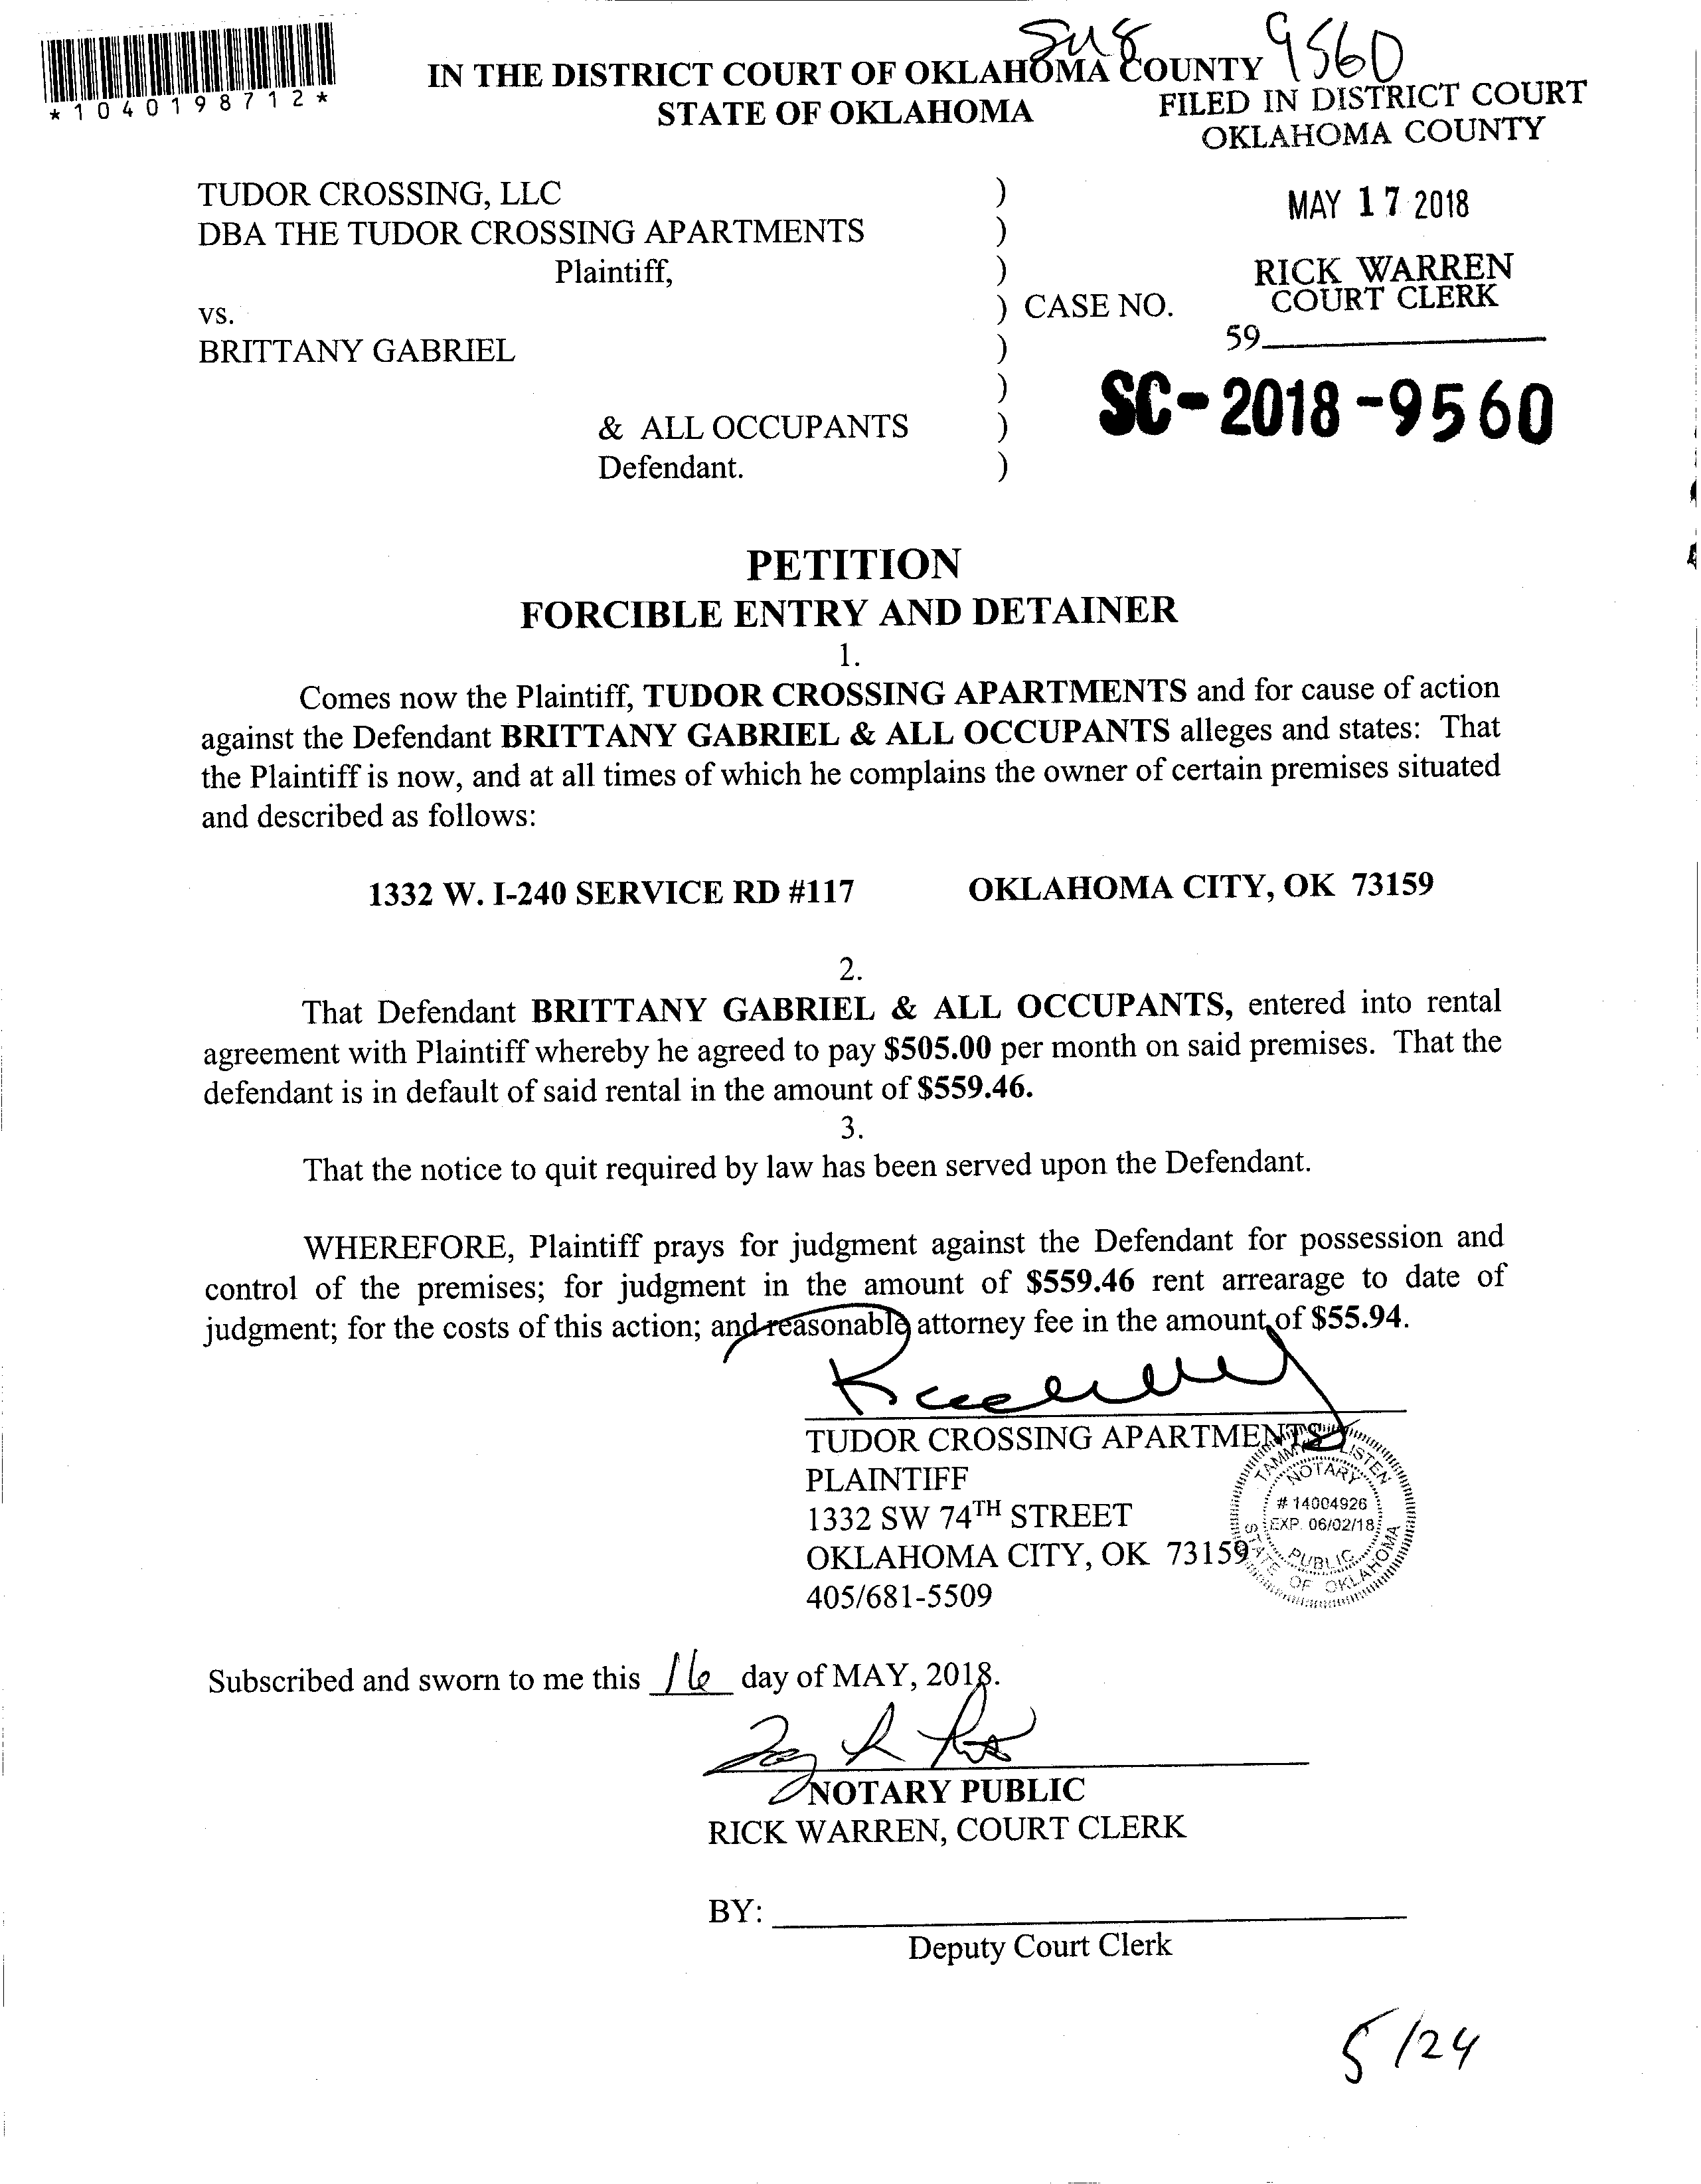 *1040198712*
9560
IN THE DISTRICT COURT OF OKLAHOMA COUNTY
STATE OF OKLAHOMA
FILED IN DISTRICT COURT
OKLAHOMA COUNTY
MAY 17 2018
RICK WARREN
COURT CLERK
59
TUDOR CROSSING, LLC )
DBA THE TUDOR CROSSING APARTMENTS )
Plaintiff, )
vs. ) CASE NO.
BRITTANY GABRIEL )
)
& ALL OCCUPANTS )
Defendant. )
SC-2018-9560
PETITION
FORCIBLE ENTRY AND DETAINER
1.
Comes now the Plaintiff, TUDOR CROSSING APARTMENTS and for cause of action
against the Defendant BRITTANY GABRIEL & ALL OCCUPANTS alleges and states: That
the Plaintiff is now, and at all times of which he complains the owner of certain premises situated
and described as follows:
1332 W. I-240 SERVICE RD #117 OKLAHOMA CITY, OK 73159
2.
That Defendant BRITTANY GABRIEL & ALL OCCUPANTS, entered into rental
agreement with Plaintiff whereby he agreed to pay $505.00 per month on said premises. That the
defendant is in default of said rental in the amount of $559.46.
3.
That the notice to quit required by law has been served upon the Defendant.
WHEREFORE, Plaintiff prays for judgment against the Defendant for possession and
control of the premises; for judgment in the amount of $559.46 rent arrearage to date of
judgment; for the costs of this action; and reasonable attorney fee in the amount of $55.94.
TUDOR CROSSING APARTMENTS
PLAINTIFF
1332 SW 74TH STREET
OKLAHOMA CITY, OK 73159
405/681-5509
NOTARY
# 14004926
EXP. 06/02/18
PUBLIC
STATE OF OKLAHOMA
Subscribed and sworn to me this 16 day of MAY, 2018.
NOTARY PUBLIC
RICK WARREN, COURT CLERK
BY:
Deputy Court Clerk
5/24